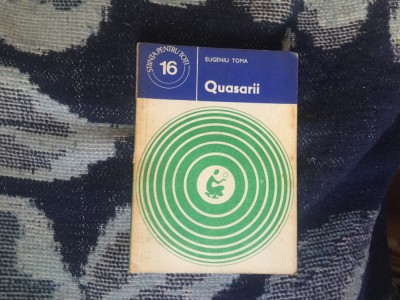 ȘTIINȚA PENTRU TOȚI
16
EUGENIU TOMA
Quasarii